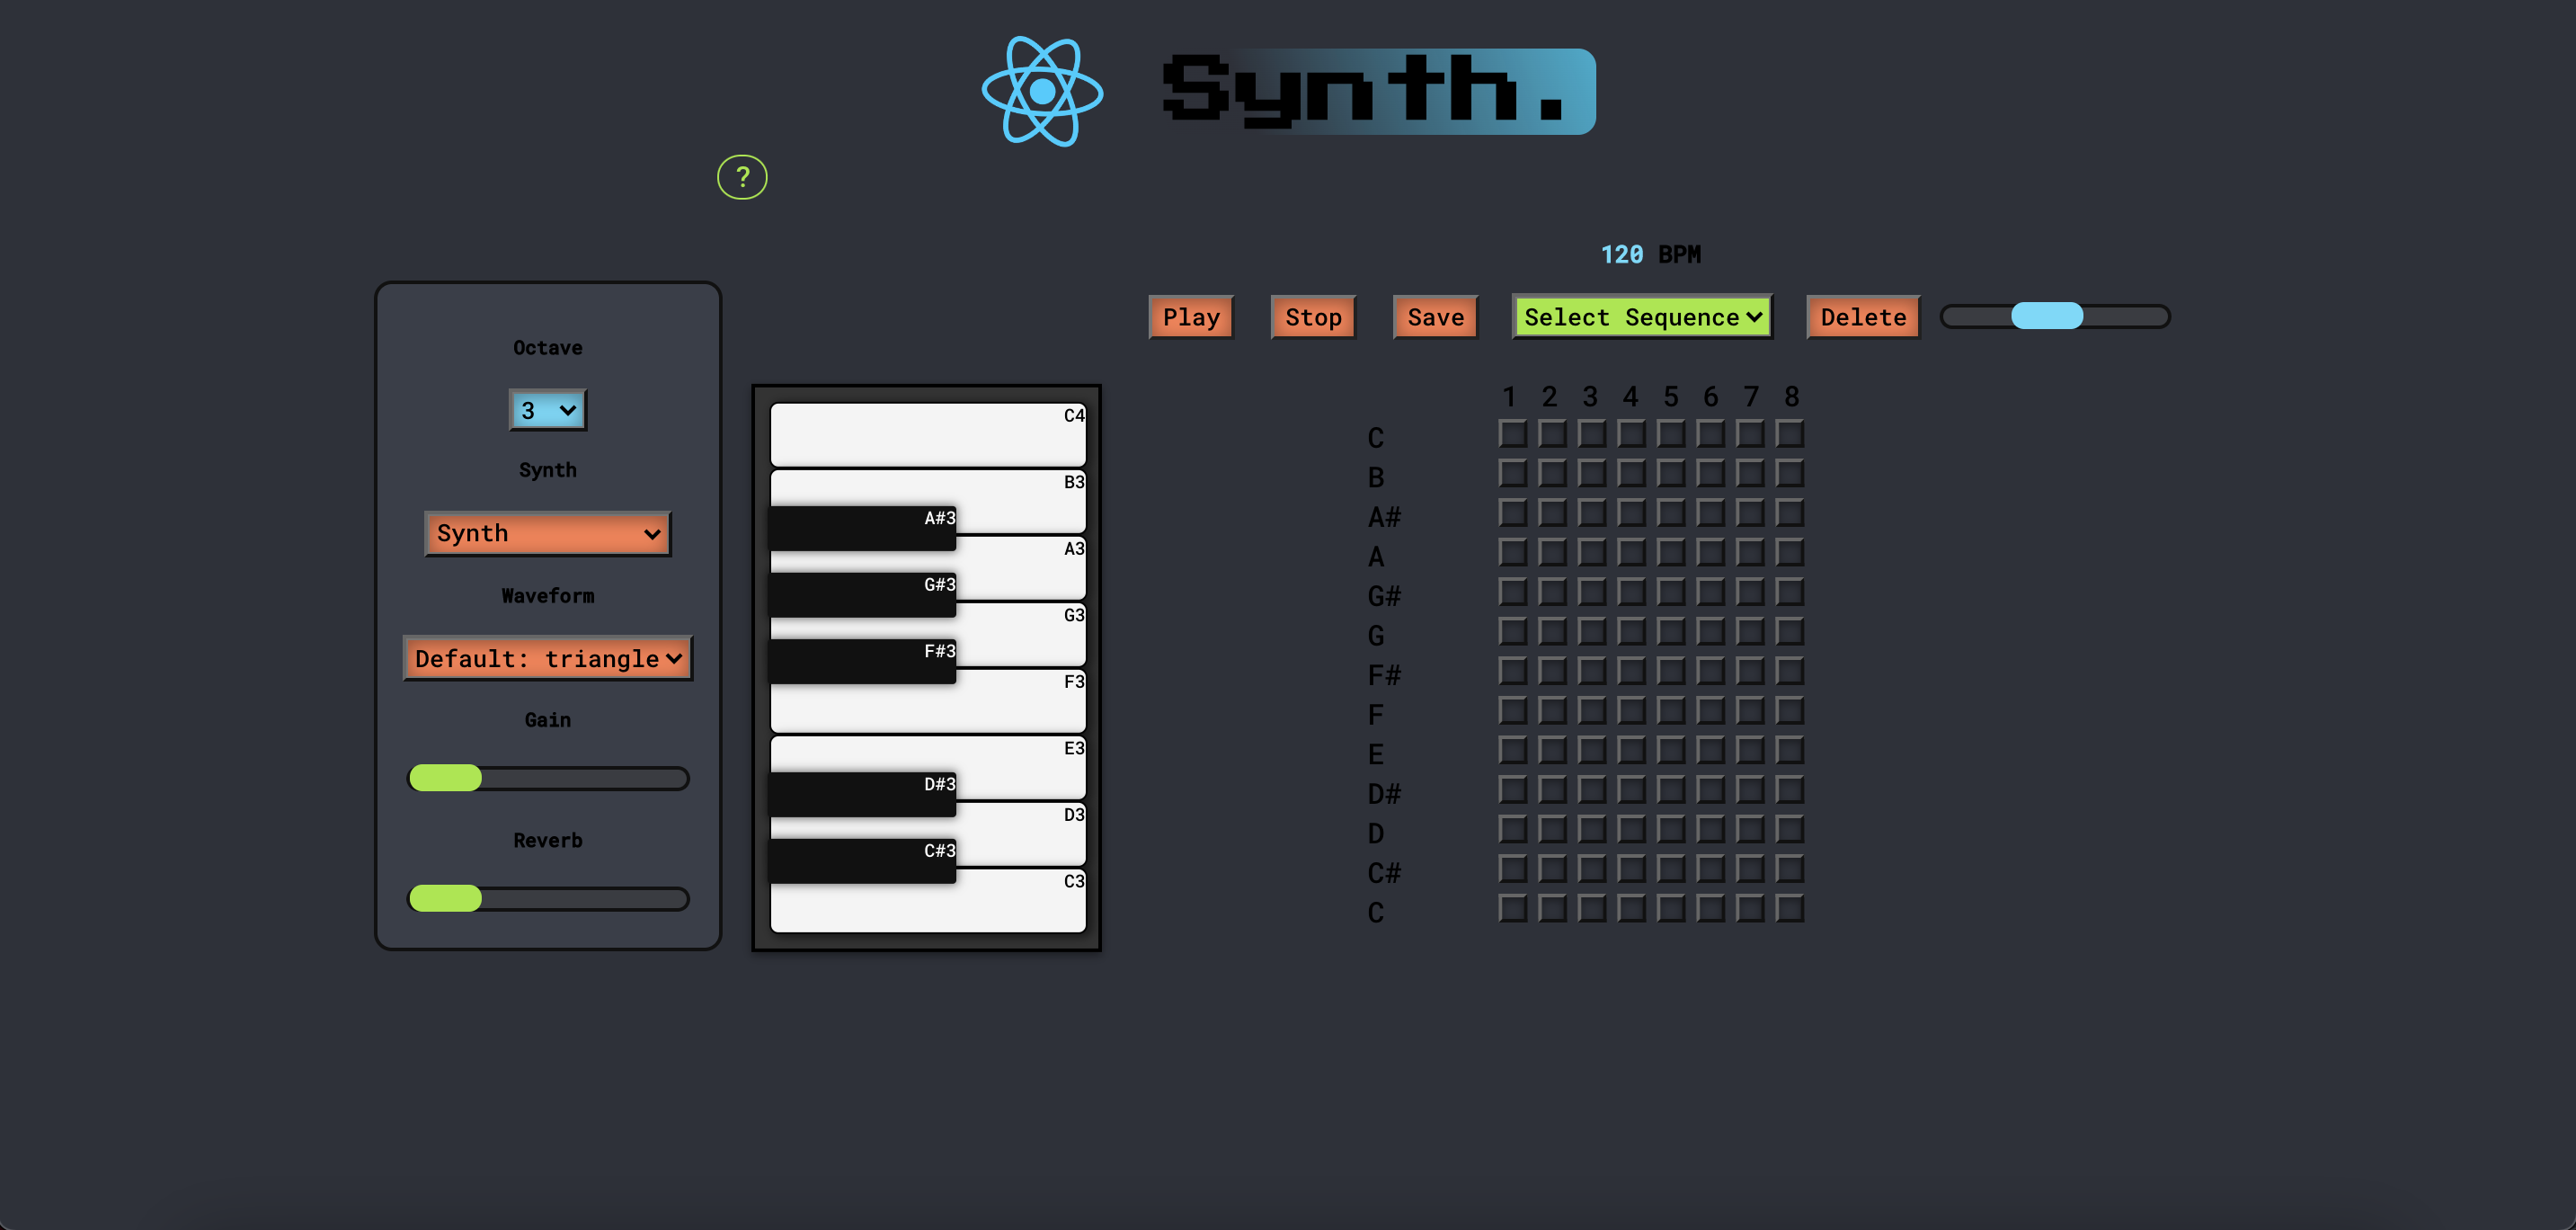 Synth.
?
120 BPM
Play Stop Save Select Sequence Delete
Octave
3
Synth
Synth
Waveform
Default: triangle
Gain
Reverb
C4
B3
A#3
A3
G#3
G3
F#3
F3
E3
D#3
D3
C#3
C3
1 2 3 4 5 6 7 8
C
B
A#
A
G#
G
F#
F
E
D#
D
C#
C